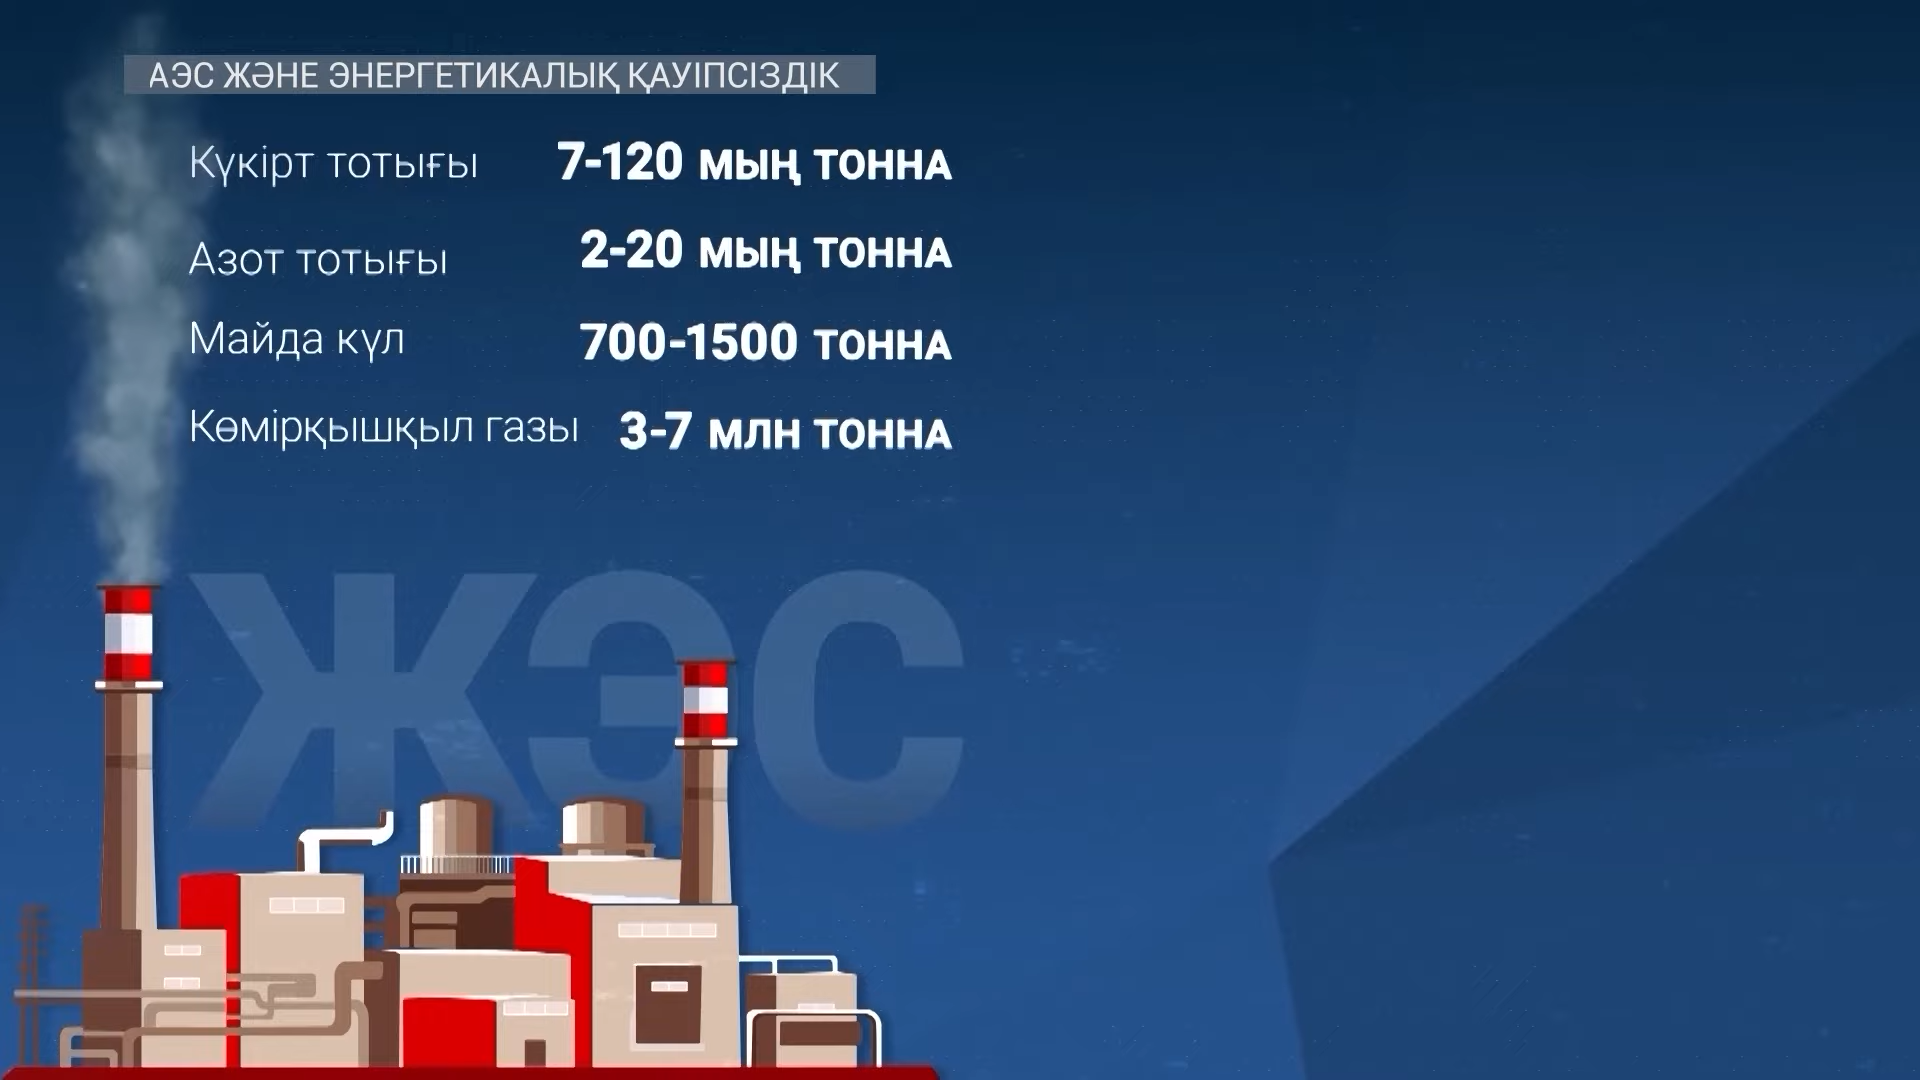 АЭС ЖӘНЕ ЭНЕРГЕТИКАЛЫҚ ҚАУІПСІЗДІК
Күкірт тотығы 7-120 МЫҢ ТОННА
Азот тотығы 2-20 МЫҢ ТОННА
Майда күл 700-1500 ТОННА
Көмірқышқыл газы 3-7 МЛН ТОННА
ЖЭС